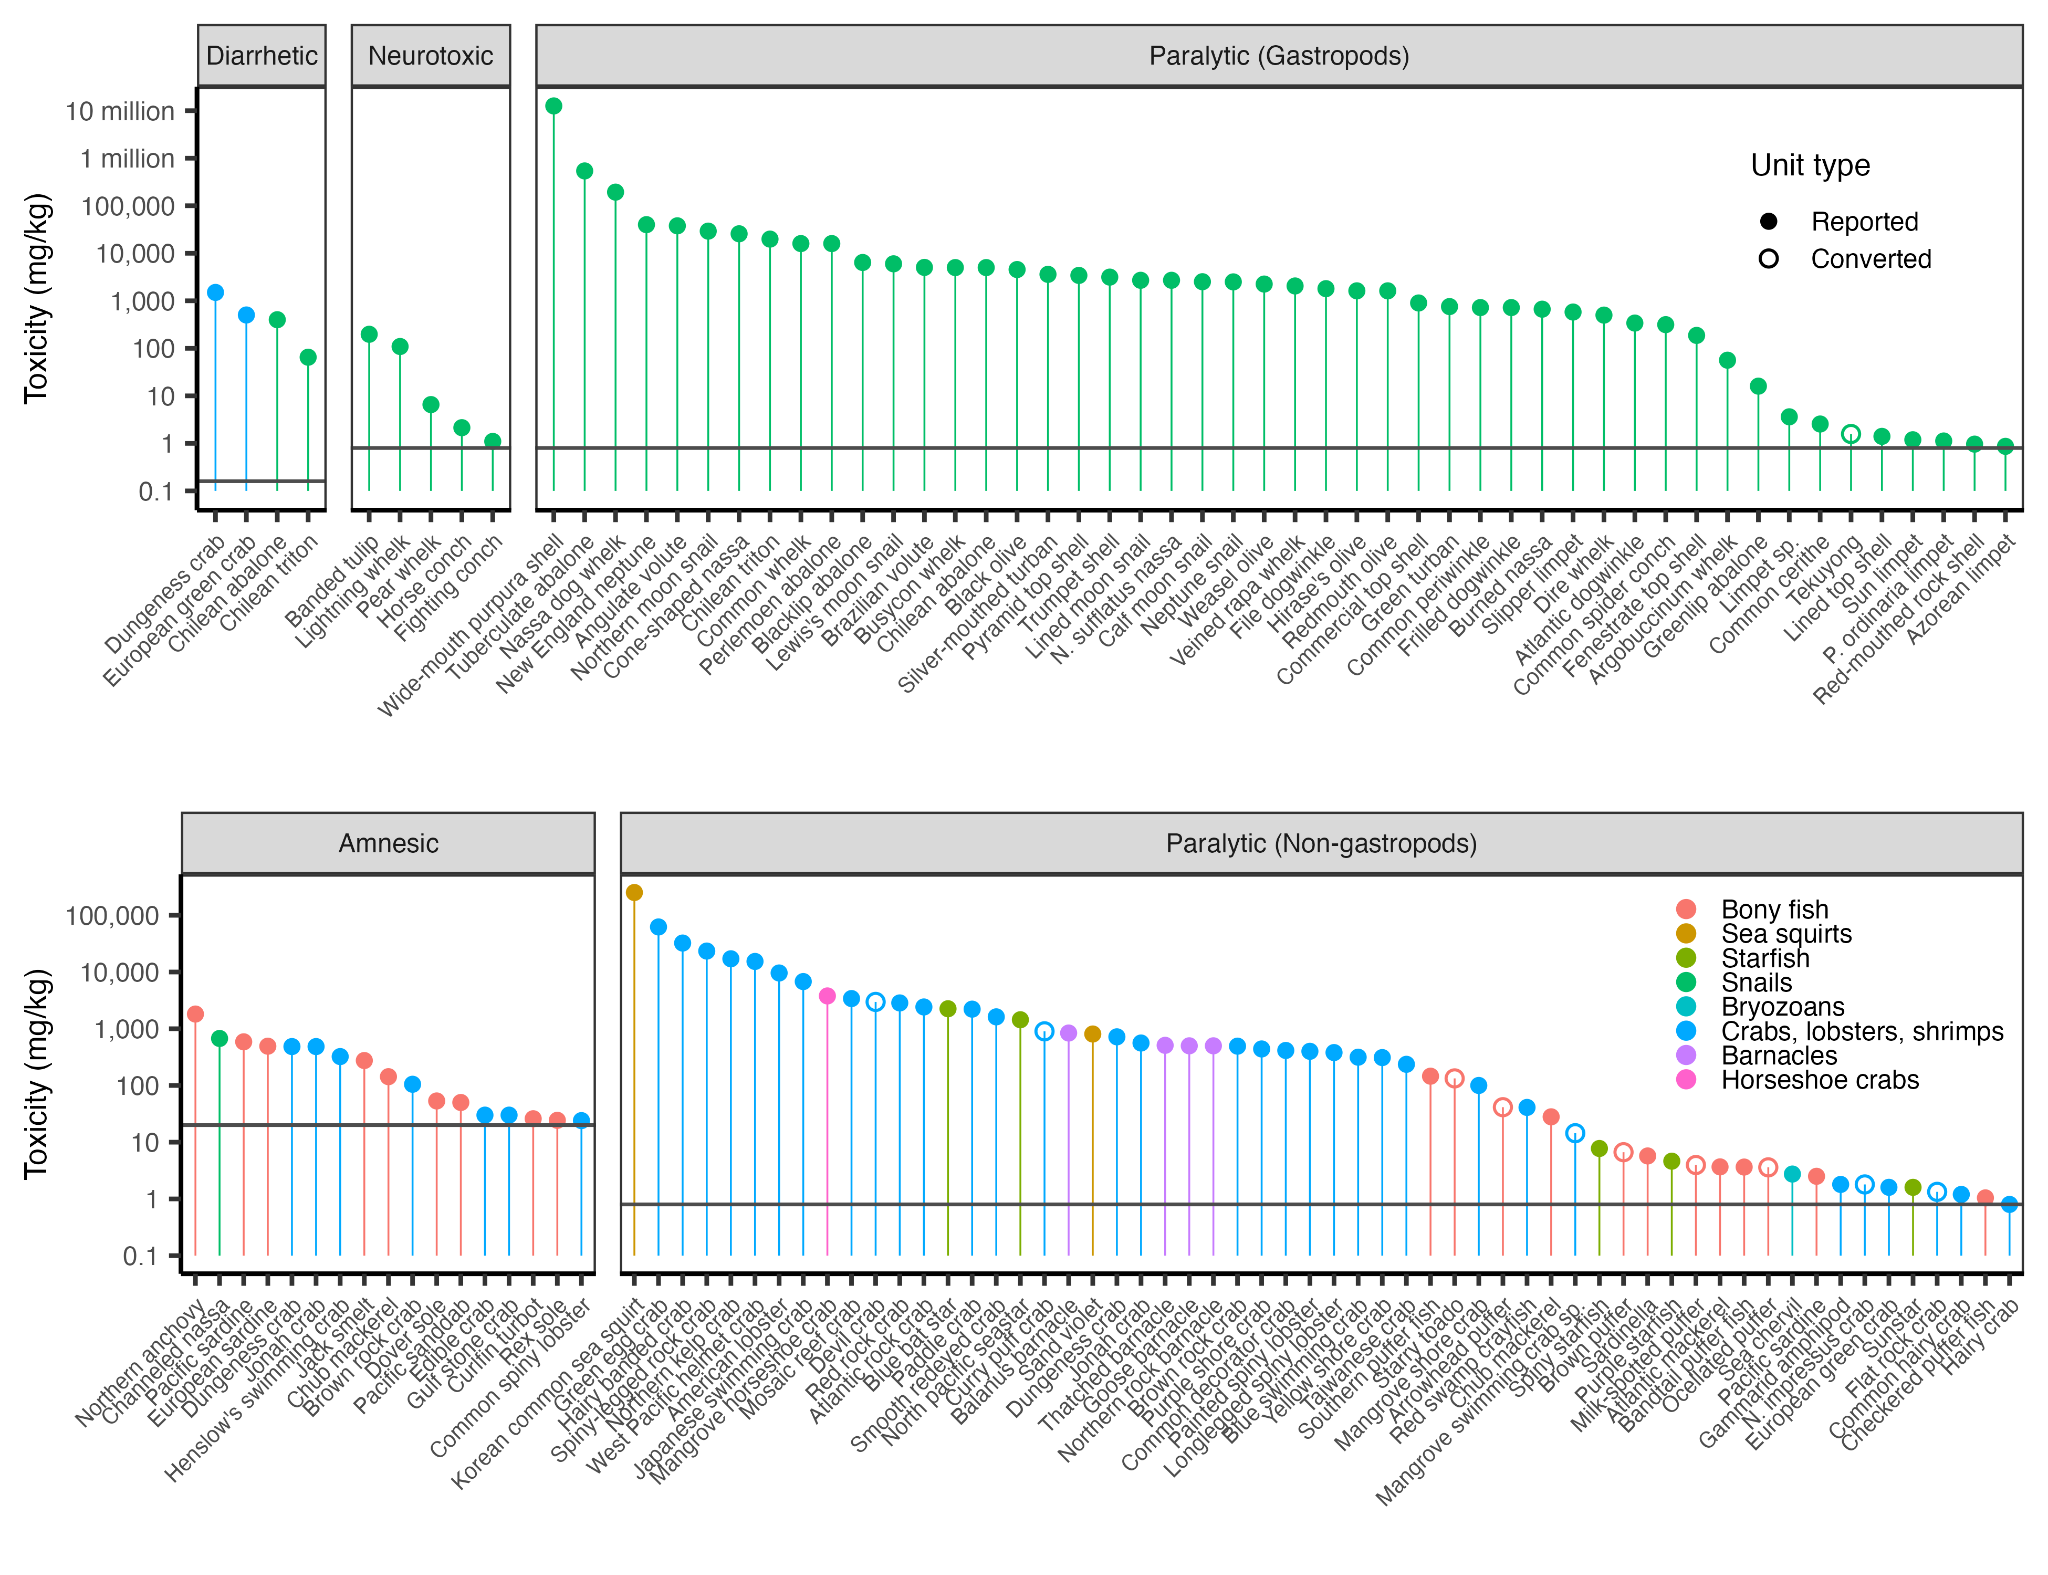 Diarrhetic
Neurotoxic
Paralytic (Gastropods)
Toxicity (mg/kg)
10 million
1 million
100,000
10,000
1,000
100
10
1
0.1
Unit type
Reported
Converted
Dungeness crab
European green crab
Chilean abalone
Chilean triton
Banded tulip
Lightning whelk
Pear whelk
Horse conch
Fighting conch
Wide−mouth purpura shell
Tuberculate abalone
Nassa dog whelk
New England neptune
Angulate volute
Northern moon snail
Cone−shaped nassa
Chilean triton
Common whelk
Perlemoen abalone
Blacklip abalone
Lewis's moon snail
Brazilian volute
Busycon whelk
Chilean abalone
Black olive
Silver−mouthed turban
Pyramid top shell
Trumpet shell
Lined moon snail
N. sufflatus nassa
Calf moon snail
Neptune snail
Weasel olive
Veined rapa whelk
File dogwinkle
Hirase's olive
Redmouth olive
Commercial top shell
Green turban
Common periwinkle
Frilled dogwinkle
Burned nassa
Slipper limpet
Dire whelk
Atlantic dogwinkle
Common spider conch
Fenestrate top shell
Argobuccinum whelk
Greenlip abalone
Limpet sp.
Common cerithe
Tekuyong
Lined top shell
Sun limpet
P. ordinaria limpet
Red−mouthed rock shell
Azorean limpet
Amnesic
Paralytic (Non−gastropods)
Toxicity (mg/kg)
100,000
10,000
1,000
100
10
1
0.1
Bony fish
Sea squirts
Starfish
Snails
Bryozoans
Crabs, lobsters, shrimps
Barnacles
Horseshoe crabs
Northern anchovy
Channeled nassa
Pacific sardine
European sardine
Dungeness crab
Jonah crab
Henslow's swimming crab
Jack smelt
Chub mackerel
Brown rock crab
Dover sole
Pacific sanddab
Edible crab
Gulf stone crab
Curlfin turbot
Rex sole
Common spiny lobster
Korean common sea squirt
Green egg crab
Hairy banded crab
Spiny−legged rock crab
Northern kelp crab
West Pacific helmet crab
American lobster
Japanese swimming crab
Mangrove horseshoe crab
Mosaic reef crab
Devil crab
Red rock crab
Atlantic rock crab
Blue bat star
Paddle crab
Smooth redeyed crab
North pacific seastar
Curry puff crab
Balanus barnacle
Sand violet
Dungeness crab
Jonah crab
Thatched barnacle
Goose barnacle
Northern rock barnacle
Brown rock crab
Purple shore crab
Common decorator crab
Painted spiny lobster
Longlegged spiny lobster
Blue swimming crab
Yellow shore crab
Taiwanese crab
Southern puffer fish
Starry toado
Mangrove shore crab
Arrowhead puffer
Red swamp crayfish
Chub mackerel
Mangrove swimming crab sp.
Spiny starfish
Brown puffer
Sardinella
Purple starfish
Milk−spotted puffer
Atlantic mackerel
Bandtail puffer fish
Ocellated puffer
Sea chervil
Pacific sardine
Gammarid amphipod
N. impressus crab
European green crab
Sunstar
Flat rock crab
Common hairy crab
Checkered puffer fish
Hairy crab